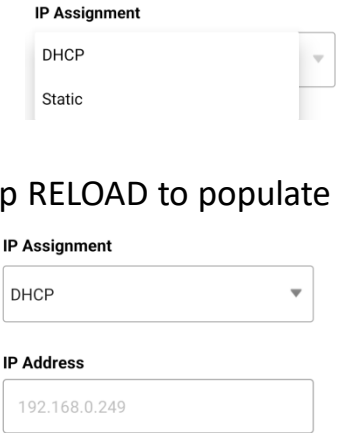 IP Assignment
DHCP
Static
p RELOAD to populate
IP Assignment
DHCP
IP Address
192.168.0.249